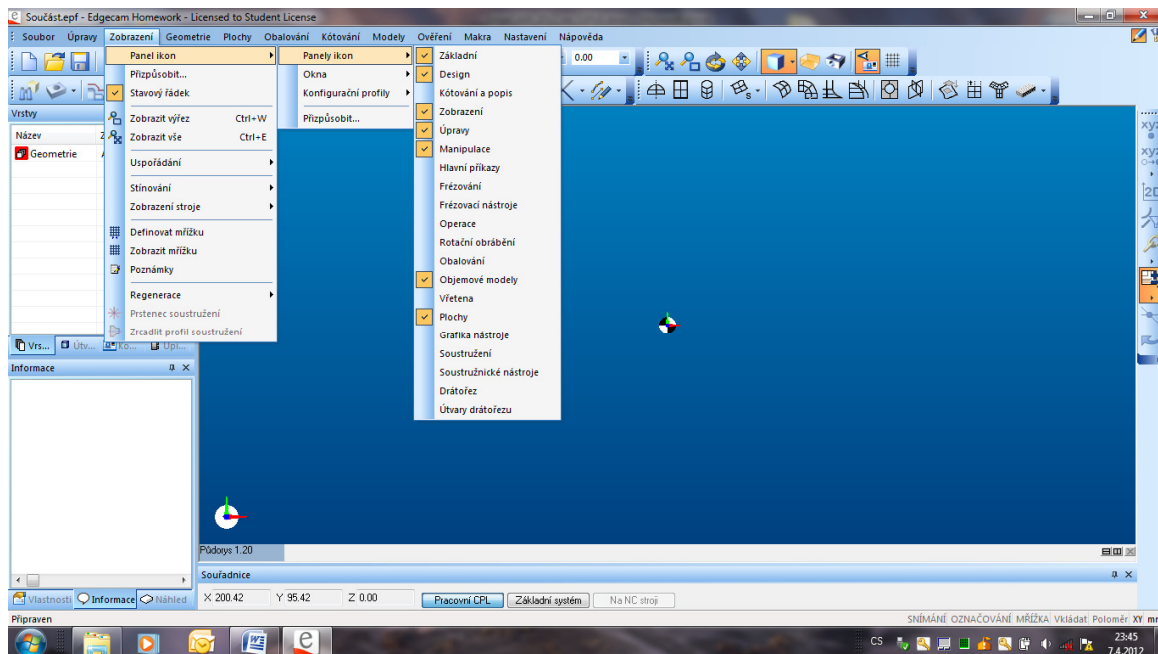 Součást.epf - Edgecam Homework - Licensed to Student License
Soubor Úpravy Zobrazení Geometrie Plochy Obalování Kótování Modely Ověření Makra Nastavení Nápověda
0.00
Vrstvy
Název
Geometrie
Panel ikon
Přizpůsobit...
Stavový řádek
Zobrazit výřez Ctrl+W
Zobrazit vše Ctrl+E
Uspořádání
Stínování
Zobrazení stroje
Definovat mřížku
Zobrazit mřížku
Poznámky
Regenerace
Prstenec soustružení
Zrcadlit profil soustružení
Panely ikon
Okna
Konfigurační profily
Přizpůsobit...
Základní
Design
Kótování a popis
Zobrazení
Úpravy
Manipulace
Hlavní příkazy
Frézování
Frézovací nástroje
Operace
Rotační obrábění
Obalování
Objemové modely
Vřetena
Plochy
Grafika nástroje
Soustružení
Soustružnické nástroje
Drátořez
Útvary drátořezu
Vrs... Útv... Ko... Upí...
Informace
Půdorys 1.20
Souřadnice
Vlastnosti Informace Náhled
X 200.42 Y 95.42 Z 0.00 Pracovní CPL Základní systém Na NC stroji
Připraven
SNÍMÁNÍ OZNAČOVÁNÍ MŘÍŽKA Vkládat Poloměr XY mm
CS
23:45
7.4.2012